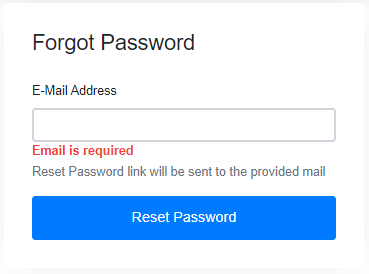 Forgot Password
E-Mail Address
Email is required
Reset Password link will be sent to the provided mail
Reset Password